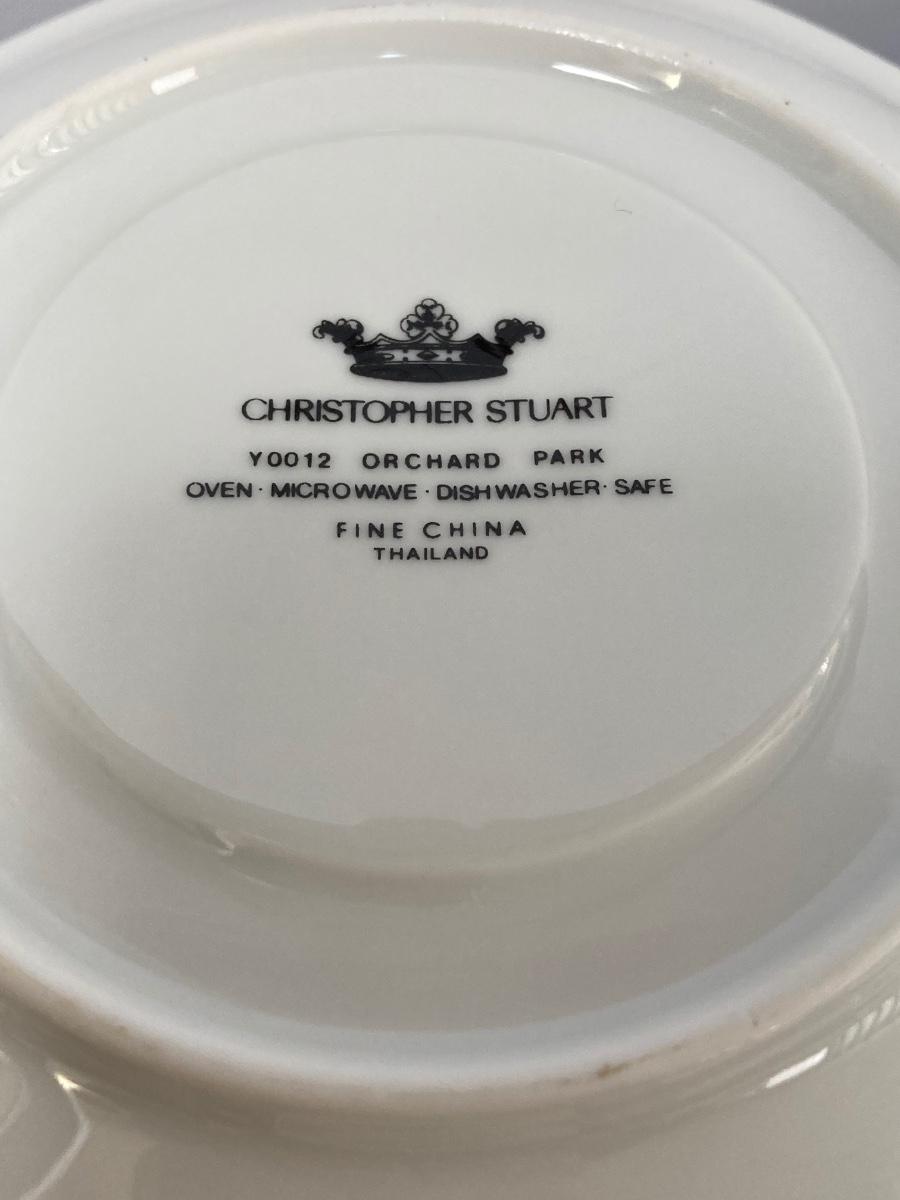 CHRISTOPHER STUART
Y0012 ORCHARD PARK
OVEN · MICROWAVE · DISHWASHER · SAFE
FINE CHINA
THAILAND